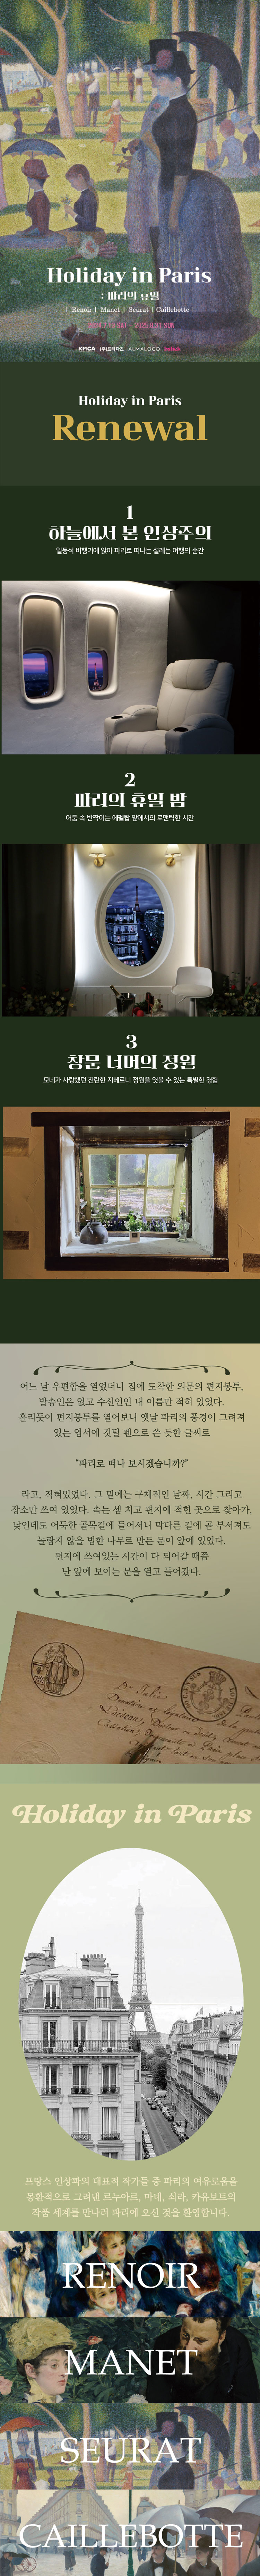 Holiday in Paris
: 파리의 휴일
| Renoir | Manet | Seurat | Caillebotte |
KMCA (주)프리다츠 ALMALOCO
Holiday in Paris
Renewal
1
하늘에서 본 인상주의
일등석 비행기에 앉아 파리로 떠나는 설레는 여행의 순간
2
파리의 휴일 밤
어둠 속 반짝이는 에펠탑 앞에서의 로맨틱한 시간
3
창문 너머의 정원
모네가 사랑했던 찬란한 지베르니 정원을 엿볼 수 있는 특별한 경험
어느 날 우편함을 열었더니 집에 도착한 의문의 편지봉투,
발송인은 없고 수신인인 내 이름만 적혀 있었다.
홀리듯이 편지봉투를 열어보니 옛날 파리의 풍경이 그려져
있는 엽서에 깃털 펜으로 쓴 듯한 글씨로
“파리로 떠나 보시겠습니까?”
라고, 적혀있었다. 그 밑에는 구체적인 날짜, 시간 그리고
장소만 쓰여 있었다. 속는 셈 치고 편지에 적힌 곳으로 찾아가,
낮인데도 어둑한 골목길에 들어서니 막다른 길에 곧 부서져도
놀랍지 않을 법한 나무로 만든 문이 앞에 있었다.
편지에 쓰여있는 시간이 다 되어갈 때쯤
난 앞에 보이는 문을 열고 들어갔다.
Holiday in Paris
프랑스 인상파의 대표적 작가들 중 파리의 여유로움을
몽환적으로 그려낸 르누아르, 마네, 쇠라, 카유보트의
작품 세계를 만나러 파리에 오신 것을 환영합니다.
RENOIR
MANET
SEURAT
CAILLEBOTTE